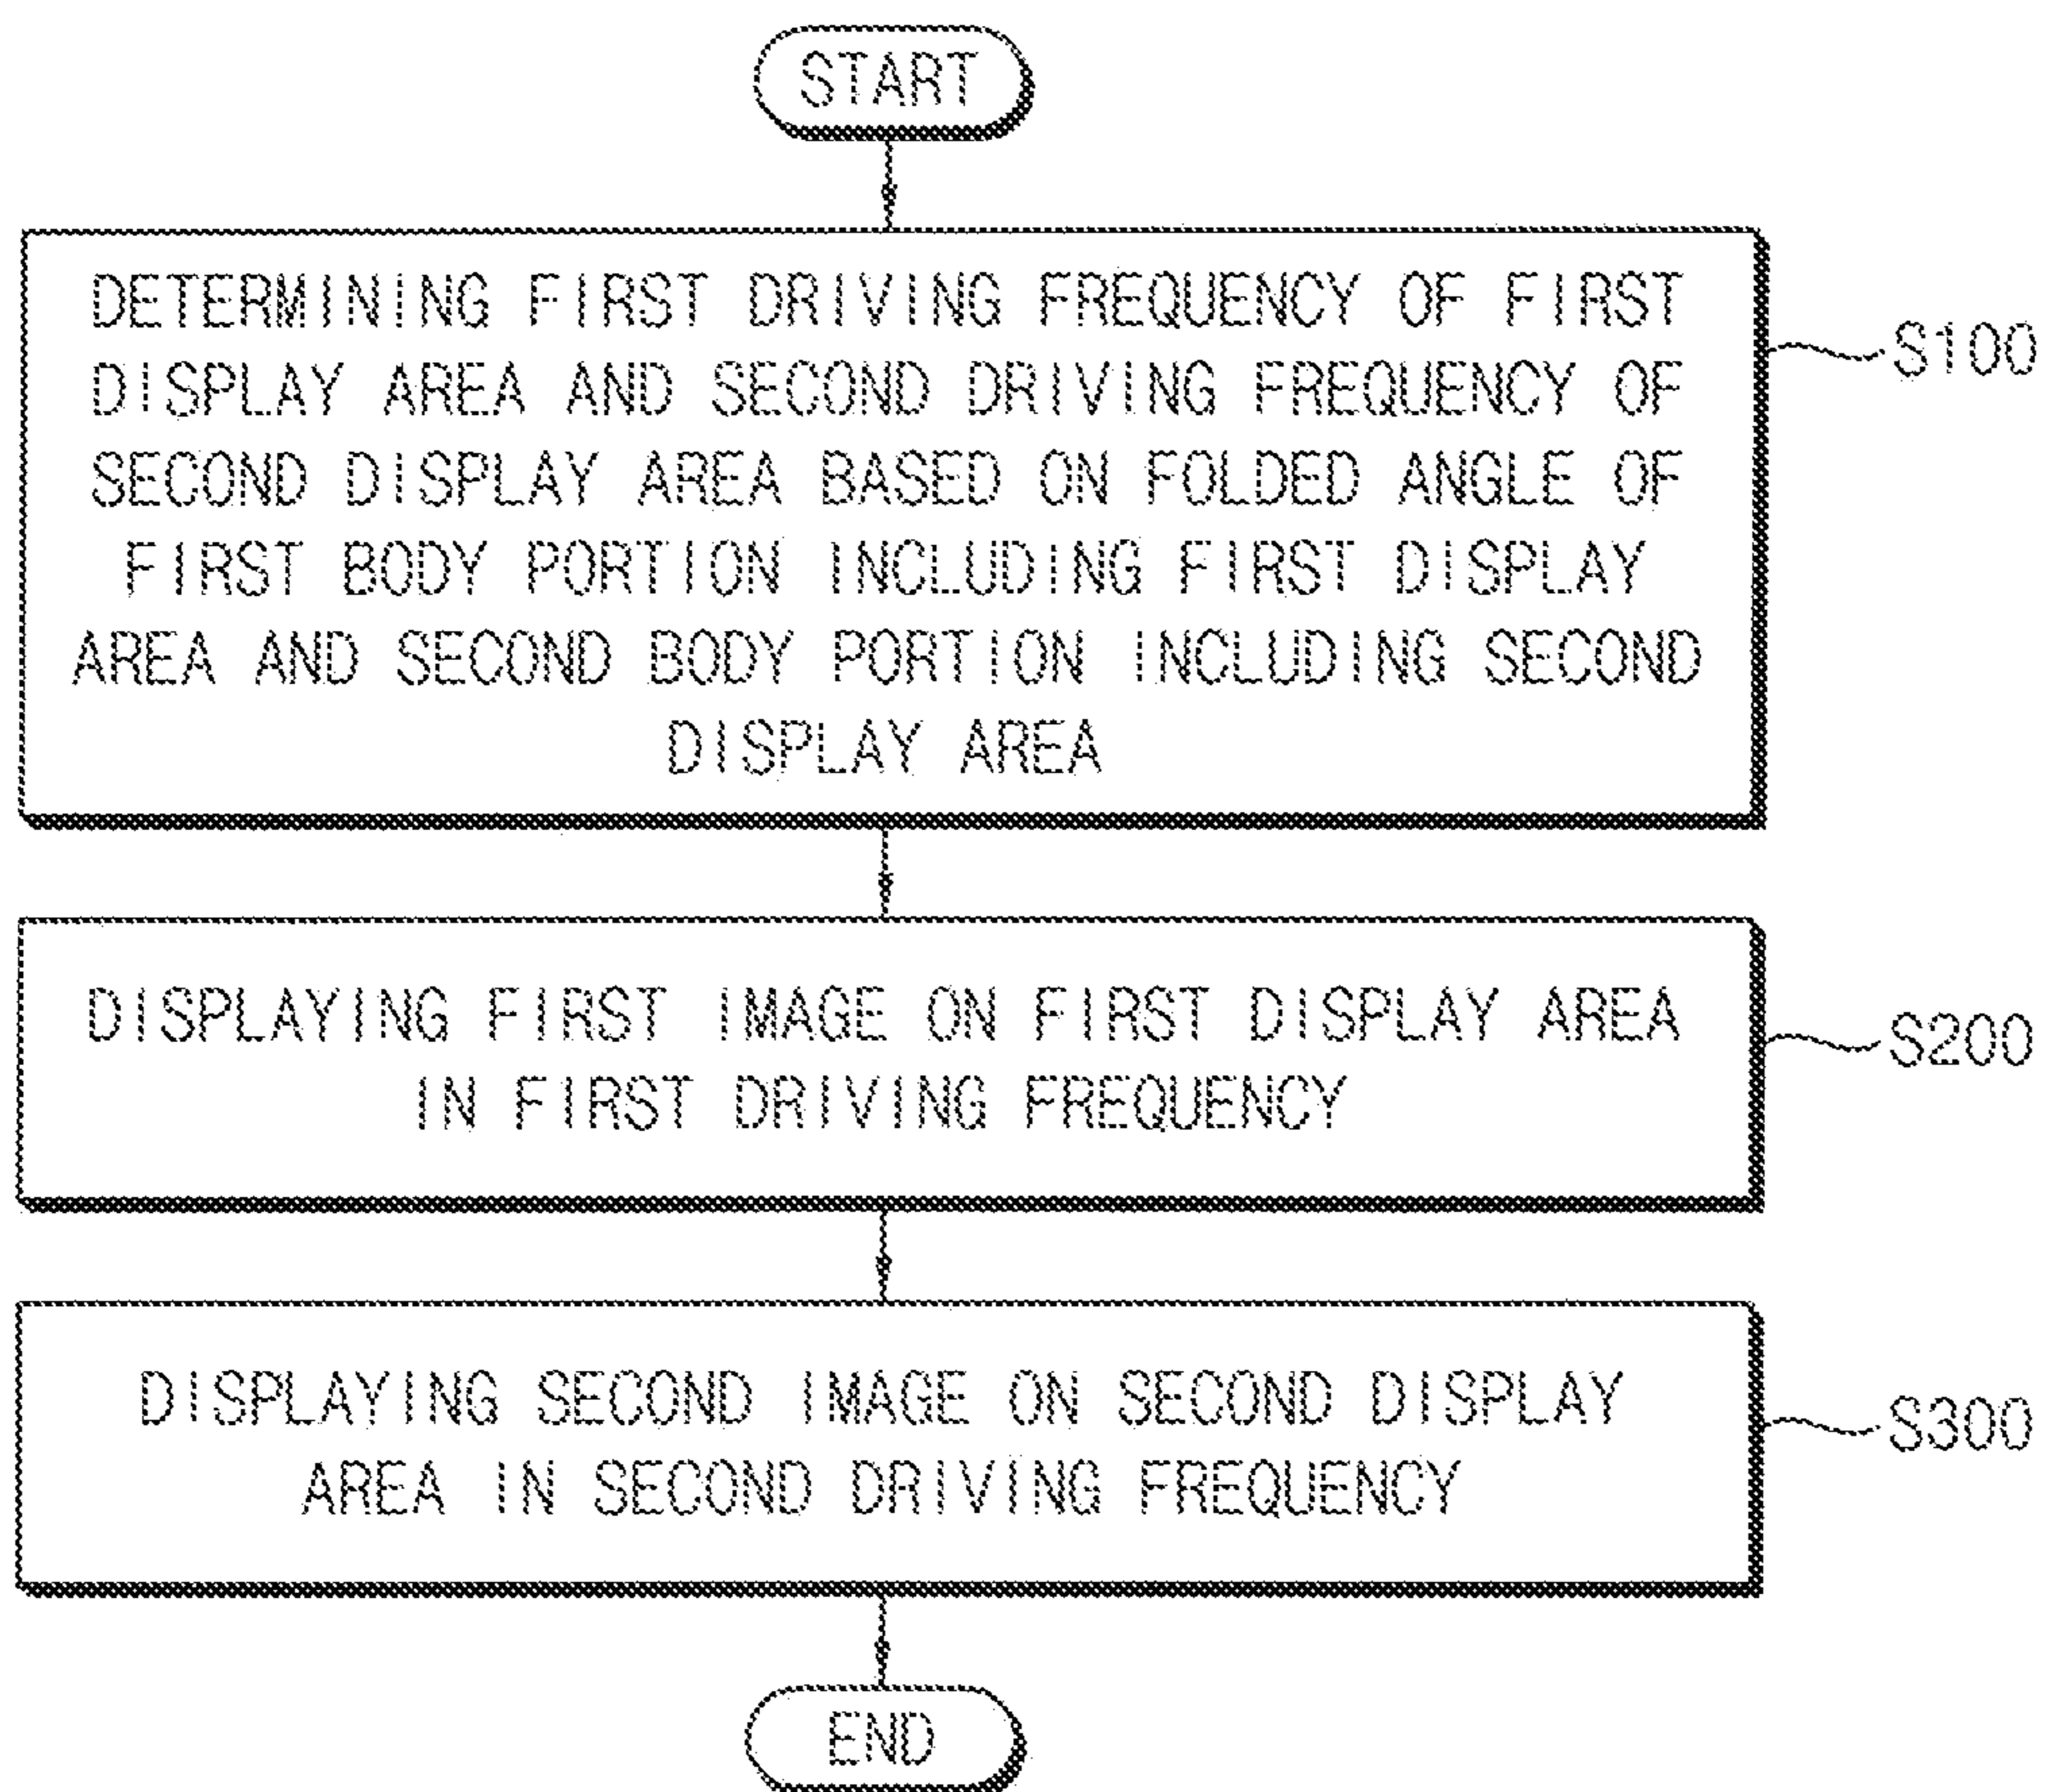 START
DETERMINING FIRST DRIVING FREQUENCY OF FIRST
DISPLAY AREA AND SECOND DRIVING FREQUENCY OF
SECOND DISPLAY AREA BASED ON FOLDED ANGLE OF
FIRST BODY PORTION INCLUDING FIRST DISPLAY
AREA AND SECOND BODY PORTION INCLUDING SECOND
DISPLAY AREA
S100
DISPLAYING FIRST IMAGE ON FIRST DISPLAY AREA
IN FIRST DRIVING FREQUENCY
S200
DISPLAYING SECOND IMAGE ON SECOND DISPLAY
AREA IN SECOND DRIVING FREQUENCY
S300
END